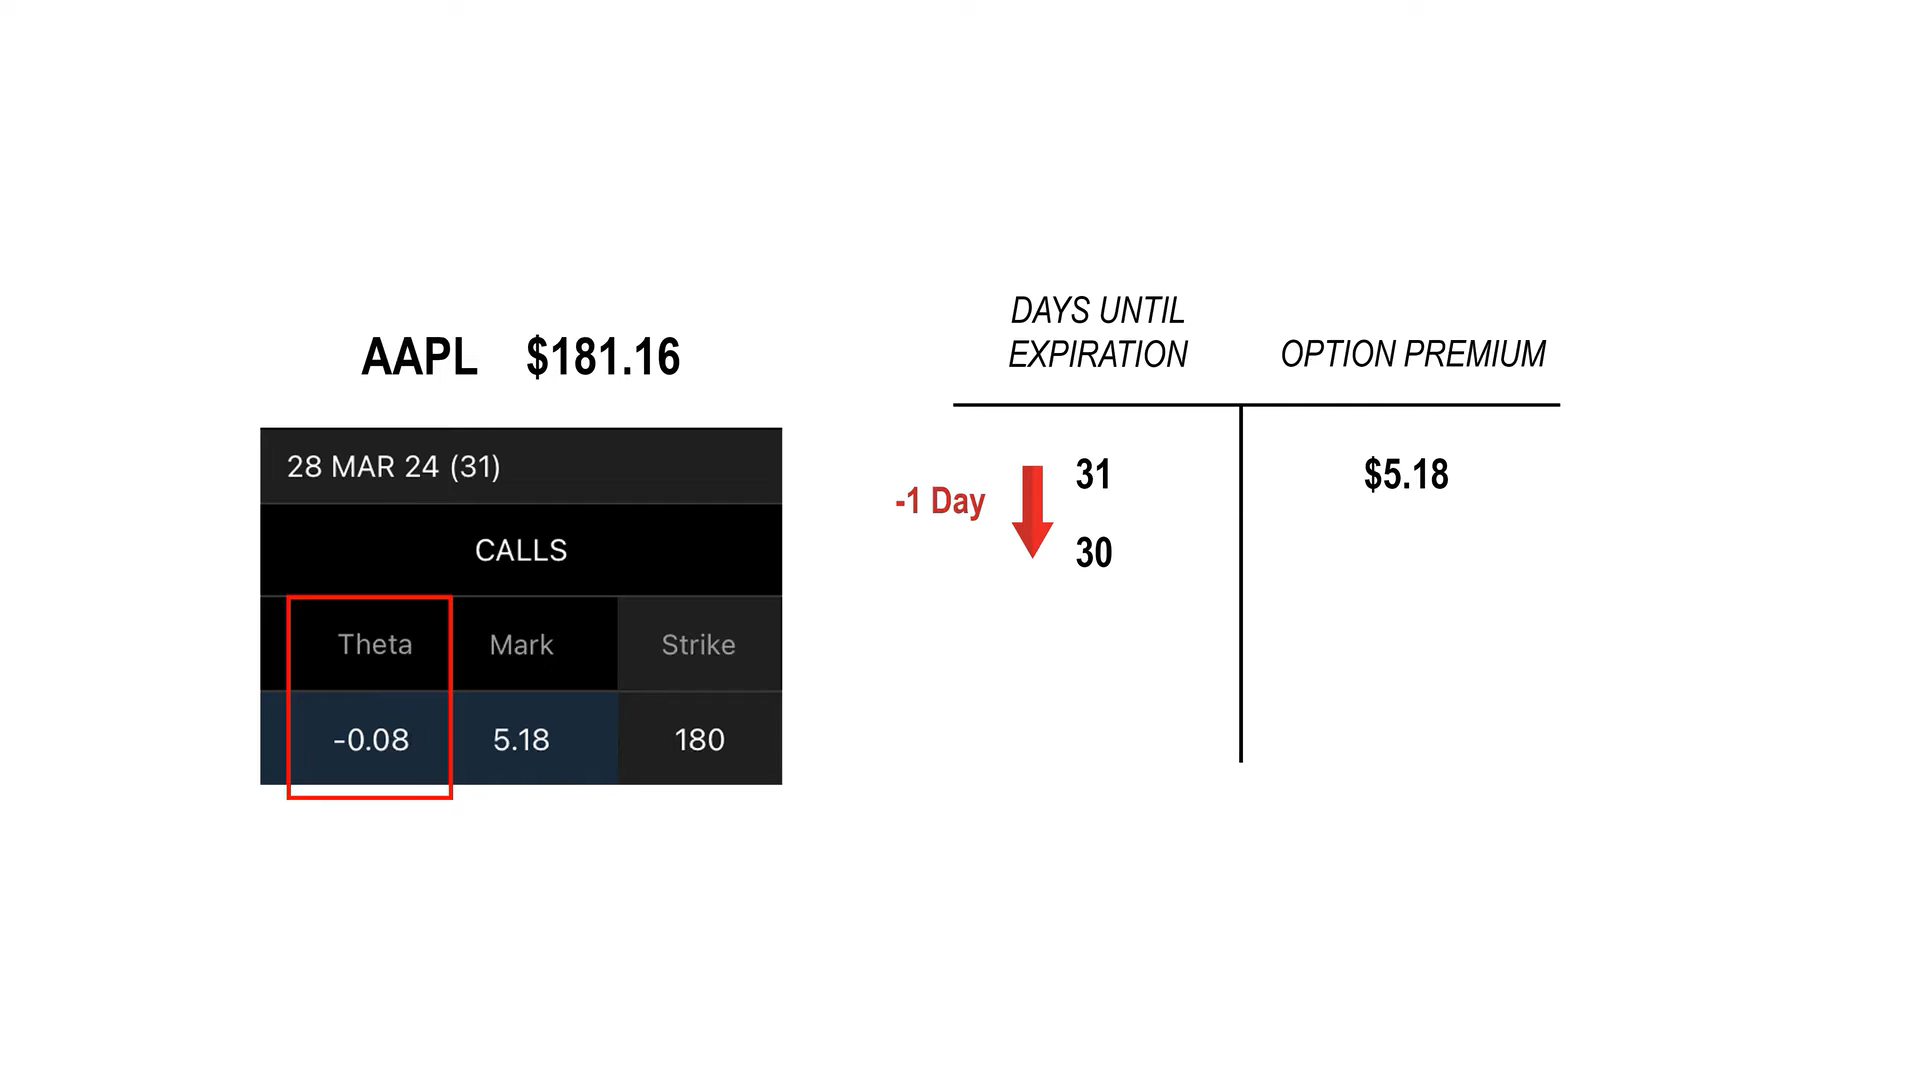 AAPL $181.16
28 MAR 24 (31)
CALLS
Theta Mark Strike
-0.08 5.18 180
DAYS UNTIL
EXPIRATION OPTION PREMIUM
31 $5.18
-1 Day
30